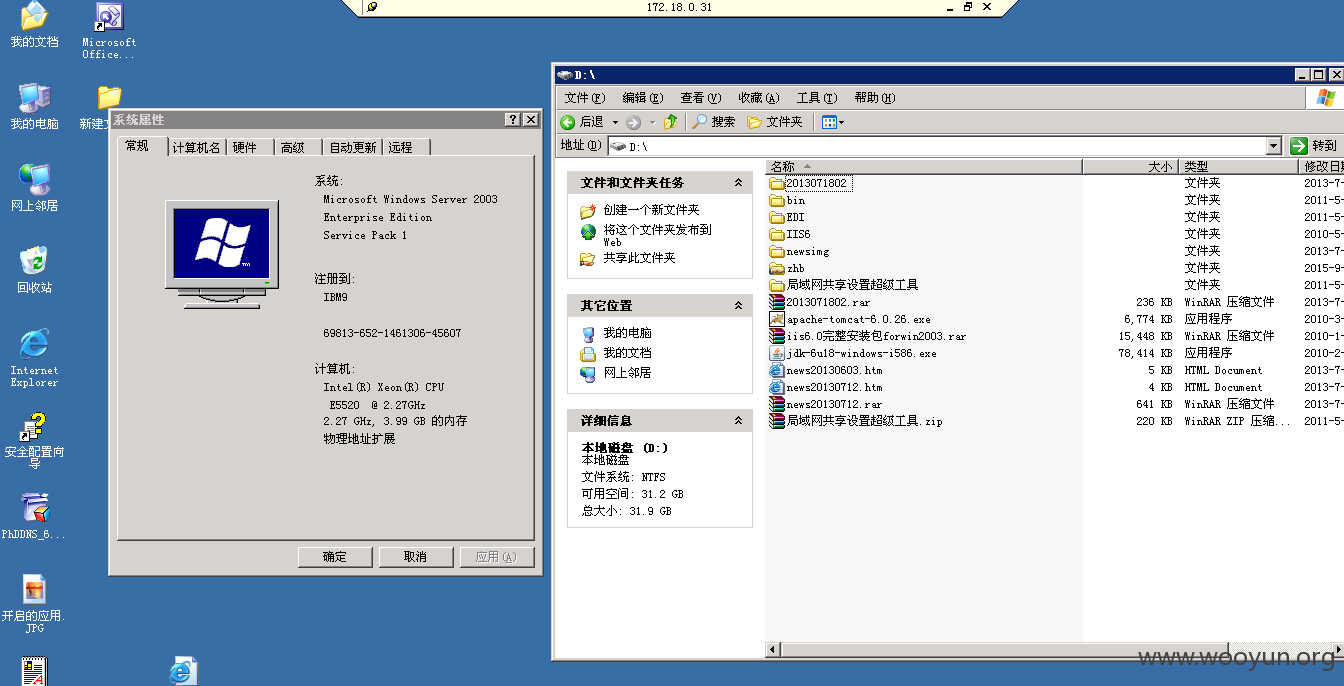 172.18.0.31
我的文档
Microsoft
Office...
我的电脑
新建文
网上邻居
回收站
Internet
Explorer
安全配置向
导
PhDDNS_6...
开启的应用.
JPG
系统属性
常规
计算机名
硬件
高级
自动更新
远程
系统:
Microsoft Windows Server 2003
Enterprise Edition
Service Pack 1
注册到:
IBM9
69813-652-1461306-45607
计算机:
Intel(R) Xeon(R) CPU
E5520 @ 2.27GHz
2.27 GHz, 3.99 GB 的内存
物理地址扩展
确定
取消
应用(A)
D:\
文件(F) 编辑(E) 查看(V) 收藏(A) 工具(T) 帮助(H)
后退 搜索 文件夹
地址(D) D:\ 转到
文件和文件夹任务
创建一个新文件夹
将这个文件夹发布到
Web
共享此文件夹
其它位置
我的电脑
我的文档
网上邻居
详细信息
本地磁盘 (D:)
本地磁盘
文件系统: NTFS
可用空间: 31.2 GB
总大小: 31.9 GB
名称 大小 类型 修改日期
2013071802 文件夹 2013-7-
bin 文件夹 2011-5-
EDI 文件夹 2011-5-
IIS6 文件夹 2010-5-
newsimg 文件夹 2013-7-
zhb 文件夹 2015-9-
局域网共享设置超级工具 文件夹 2011-5-
2013071802.rar 236 KB WinRAR 压缩文件 2013-7-
apache-tomcat-6.0.26.exe 6,774 KB 应用程序 2010-3-
iis6.0完整安装包forwin2003.rar 15,448 KB WinRAR 压缩文件 2010-1-
jdk-6u18-windows-i586.exe 78,414 KB 应用程序 2010-2-
news20130603.htm 5 KB HTML Document 2013-7-
news20130712.htm 4 KB HTML Document 2013-7-
news20130712.rar 641 KB WinRAR 压缩文件 2013-7-
局域网共享设置超级工具.zip 220 KB WinRAR ZIP 压缩... 2011-5-
www.wooyun.org